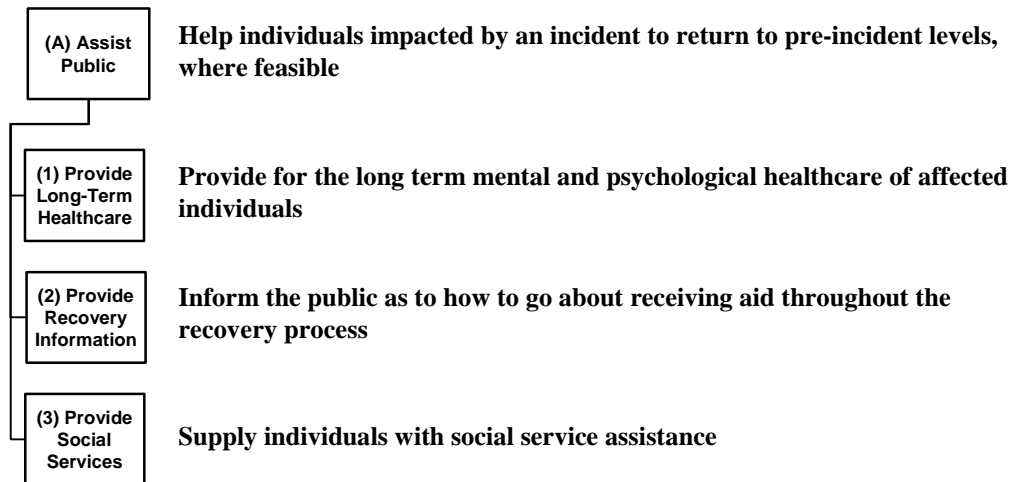 (A) Assist
Public
Help individuals impacted by an incident to return to pre-incident levels,
where feasible
(1) Provide
Long-Term
Healthcare
Provide for the long term mental and psychological healthcare of affected
individuals
(2) Provide
Recovery
Information
Inform the public as to how to go about receiving aid throughout the
recovery process
(3) Provide
Social
Services
Supply individuals with social service assistance